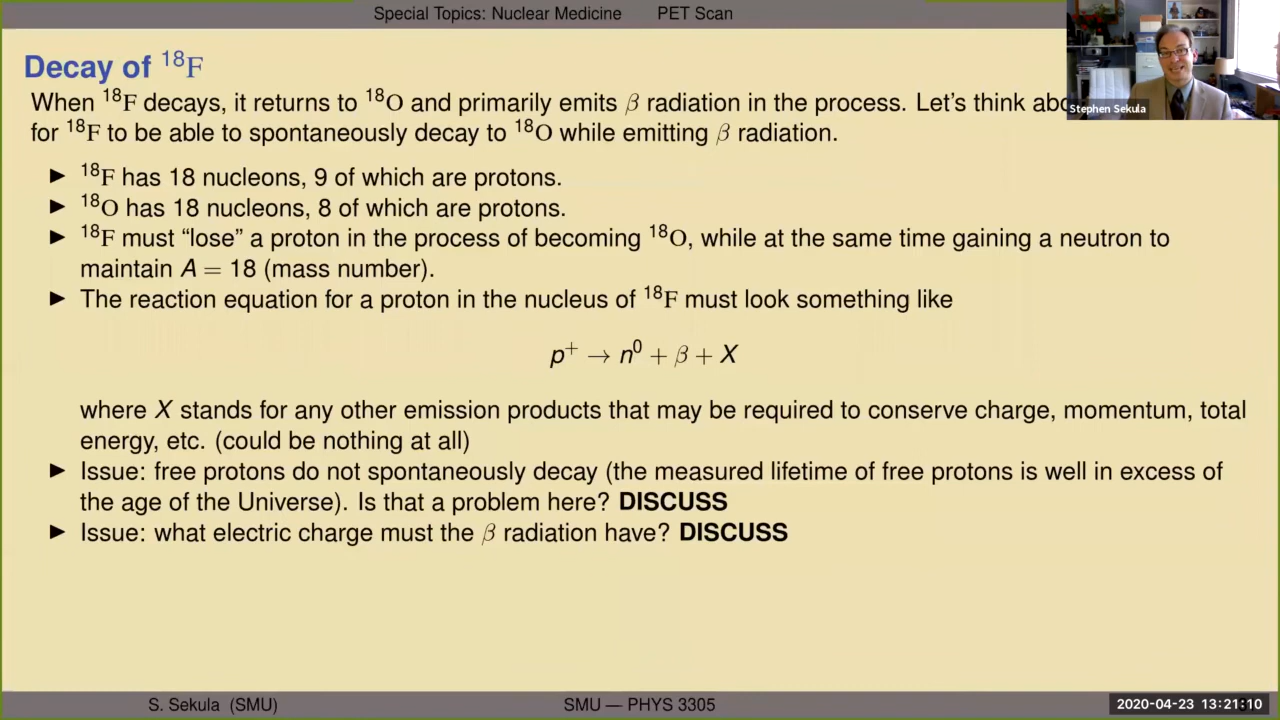 Special Topics: Nuclear Medicine PET Scan
Decay of ¹⁸F
When ¹⁸F decays, it returns to ¹⁸O and primarily emits β radiation in the process. Let's think
for ¹⁸F to be able to spontaneously decay to ¹⁸O while emitting β radiation.
Stephen Sekula
► ¹⁸F has 18 nucleons, 9 of which are protons.
► ¹⁸O has 18 nucleons, 8 of which are protons.
► ¹⁸F must “lose” a proton in the process of becoming ¹⁸O, while at the same time gaining a neutron to
maintain A = 18 (mass number).
► The reaction equation for a proton in the nucleus of ¹⁸F must look something like
p⁺ → n⁰ + β + X
where X stands for any other emission products that may be required to conserve charge, momentum, total
energy, etc. (could be nothing at all)
► Issue: free protons do not spontaneously decay (the measured lifetime of free protons is well in excess of
the age of the Universe). Is that a problem here? DISCUSS
► Issue: what electric charge must the β radiation have? DISCUSS
S. Sekula (SMU) SMU — PHYS 3305 2020-04-23 13:21:10